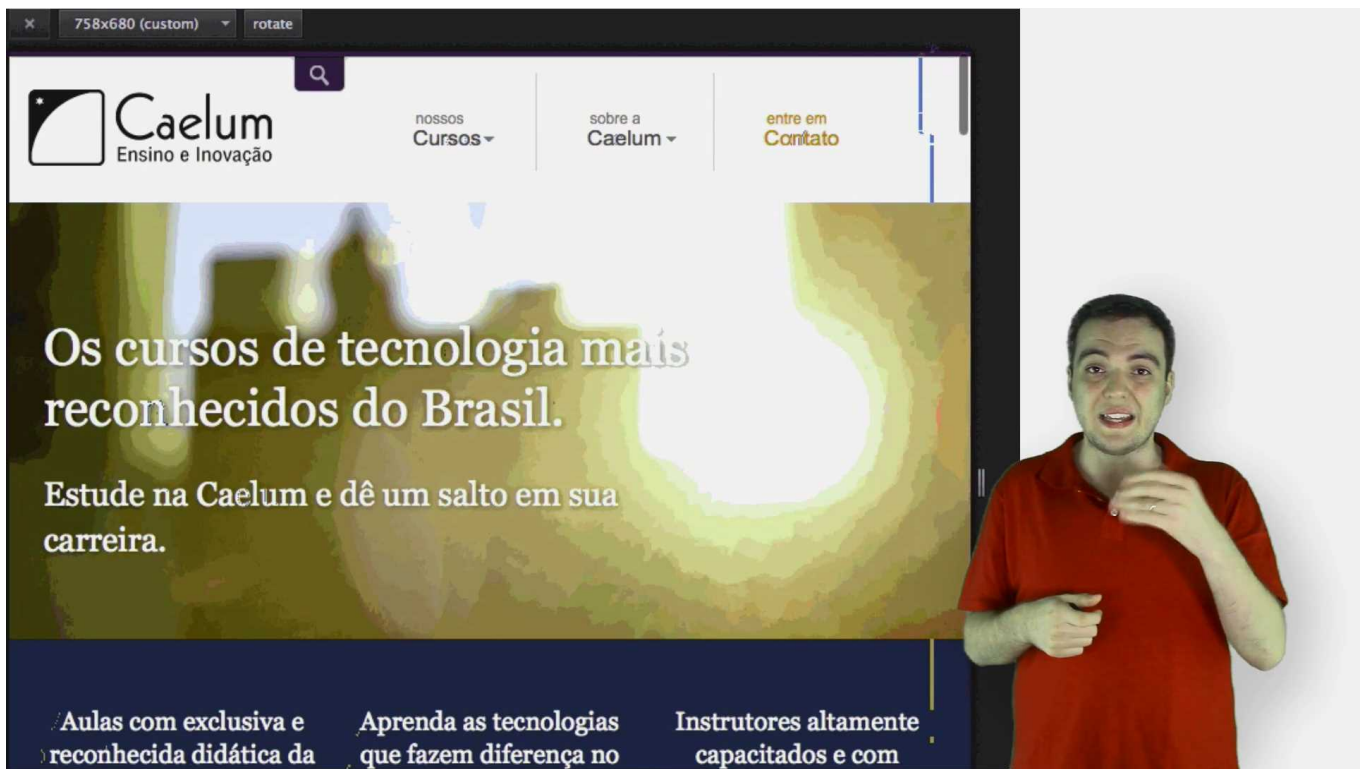 758x680 (custom)
rotate
Caelum
Ensino e Inovação
nossos
Cursos
sobre a
Caelum
entre em
Contato
Os cursos de tecnologia mais
reconhecidos do Brasil.
Estude na Caelum e dê um salto em sua
carreira.
Aulas com exclusiva e
reconhecida didática da
Aprenda as tecnologias
que fazem diferença no
Instrutores altamente
capacitados e com